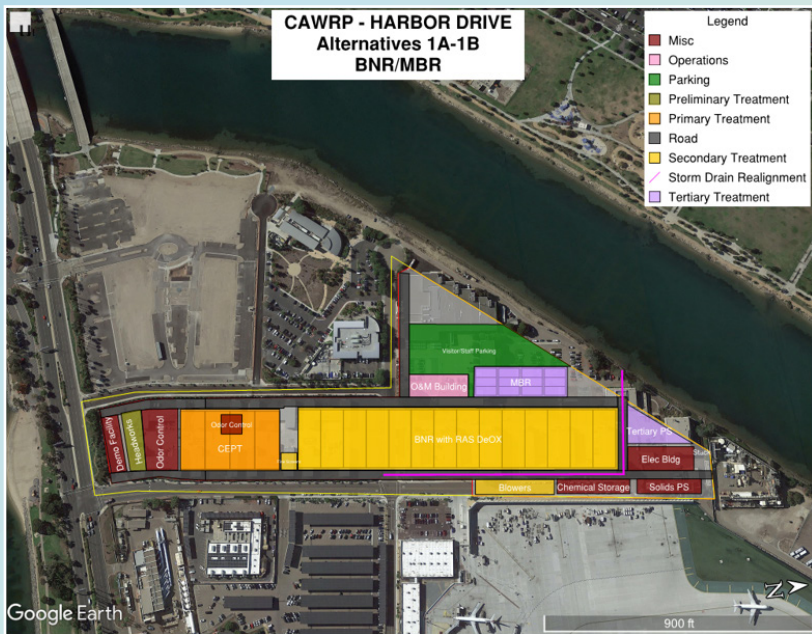 CAWRP - HARBOR DRIVE
Alternatives 1A-1B
BNR/MBR
Legend
Misc
Operations
Parking
Preliminary Treatment
Primary Treatment
Road
Secondary Treatment
Storm Drain Realignment
Tertiary Treatment
Visitor/Staff Parking
O&M Building
MBR
Demo Facility
Headworks
Odor Control
Odor Control
CEPT
BNR with RAS DeOX
Tertiary PS
Elec Bldg
Blowers
Chemical Storage
Solids PS
Google Earth
N
900 ft